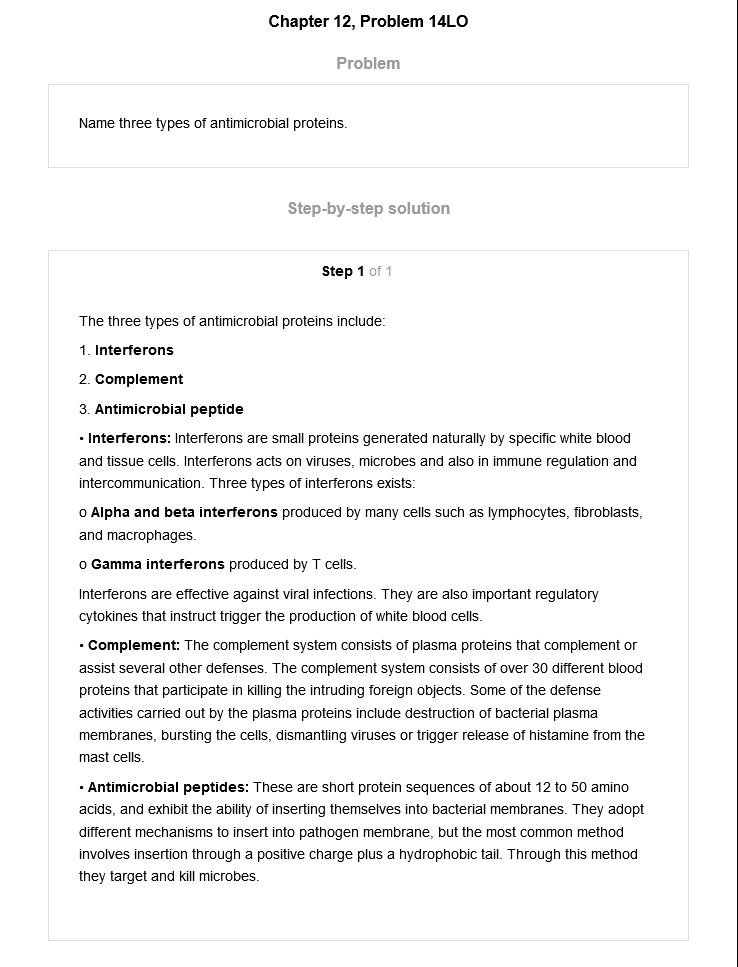 Chapter 12, Problem 14LO
Problem
Name three types of antimicrobial proteins.
Step-by-step solution
Step 1 of 1
The three types of antimicrobial proteins include:
1. Interferons
2. Complement
3. Antimicrobial peptide
• Interferons: Interferons are small proteins generated naturally by specific white blood
and tissue cells. Interferons acts on viruses, microbes and also in immune regulation and
intercommunication. Three types of interferons exists:
o Alpha and beta interferons produced by many cells such as lymphocytes, fibroblasts,
and macrophages.
o Gamma interferons produced by T cells.
Interferons are effective against viral infections. They are also important regulatory
cytokines that instruct trigger the production of white blood cells.
• Complement: The complement system consists of plasma proteins that complement or
assist several other defenses. The complement system consists of over 30 different blood
proteins that participate in killing the intruding foreign objects. Some of the defense
activities carried out by the plasma proteins include destruction of bacterial plasma
membranes, bursting the cells, dismantling viruses or trigger release of histamine from the
mast cells.
• Antimicrobial peptides: These are short protein sequences of about 12 to 50 amino
acids, and exhibit the ability of inserting themselves into bacterial membranes. They adopt
different mechanisms to insert into pathogen membrane, but the most common method
involves insertion through a positive charge plus a hydrophobic tail. Through this method
they target and kill microbes.